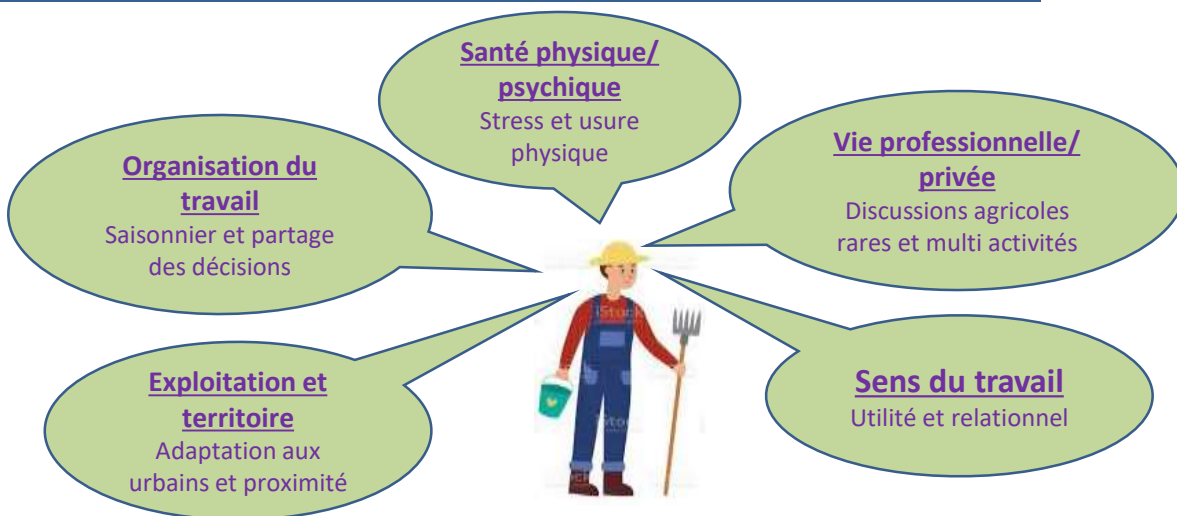 Santé physique/
psychique
Stress et usure
physique
Organisation du
travail
Saisonnier et partage
des décisions
Vie professionnelle/
privée
Discussions agricoles
rares et multi activités
Exploitation et
territoire
Adaptation aux
urbains et proximité
Sens du travail
Utilité et relationnel
iStock